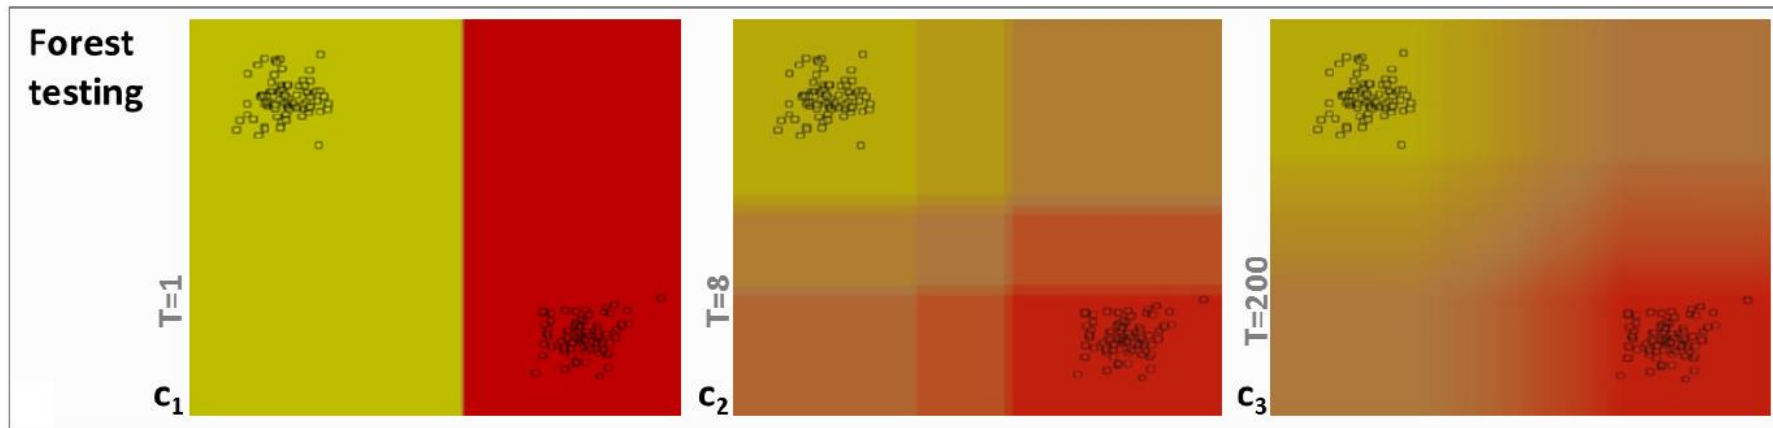 Forest
testing
T=1
c₁
T=8
c₂
T=200
c₃